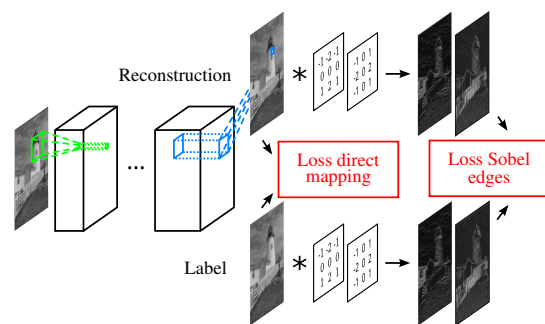 Reconstruction
*
-1 -2 -1
0 0 0
1 2 1
-1 0 1
-2 0 2
-1 0 1
...
Loss direct
mapping
Loss Sobel
edges
Label
*
-1 -2 -1
0 0 0
1 2 1
-1 0 1
-2 0 2
-1 0 1